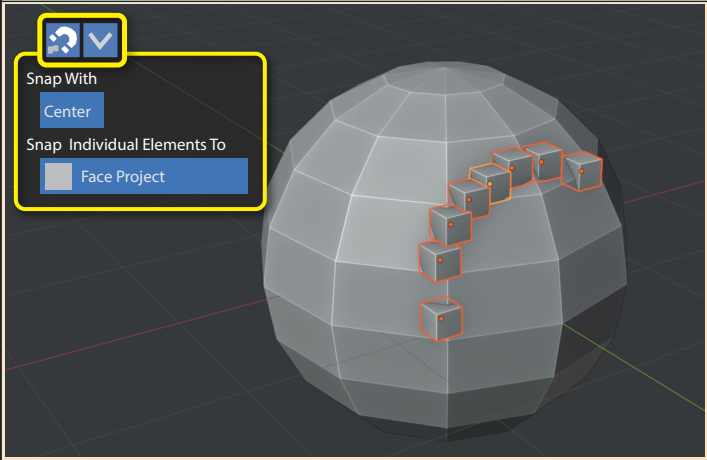 Snap With
Center
Snap Individual Elements To
Face Project